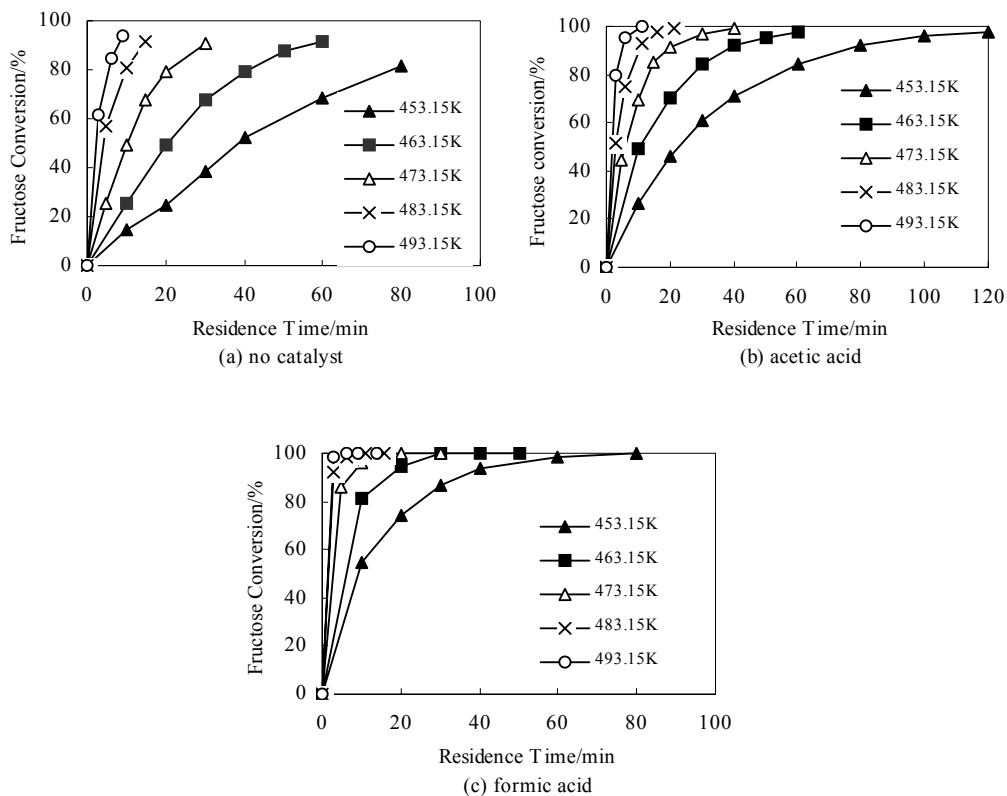 Fructose Conversion/%
100
80
60
40
20
0
453.15K
463.15K
473.15K
483.15K
493.15K
0 20 40 60 80 100
Residence Time/min
(a) no catalyst
Fructose conversion/%
100
80
60
40
20
0
453.15K
463.15K
473.15K
483.15K
493.15K
0 20 40 60 80 100 120
Residence Time/min
(b) acetic acid
Fructose Conversion/%
100
80
60
40
20
0
453.15K
463.15K
473.15K
483.15K
493.15K
0 20 40 60 80 100
Residence Time/min
(c) formic acid